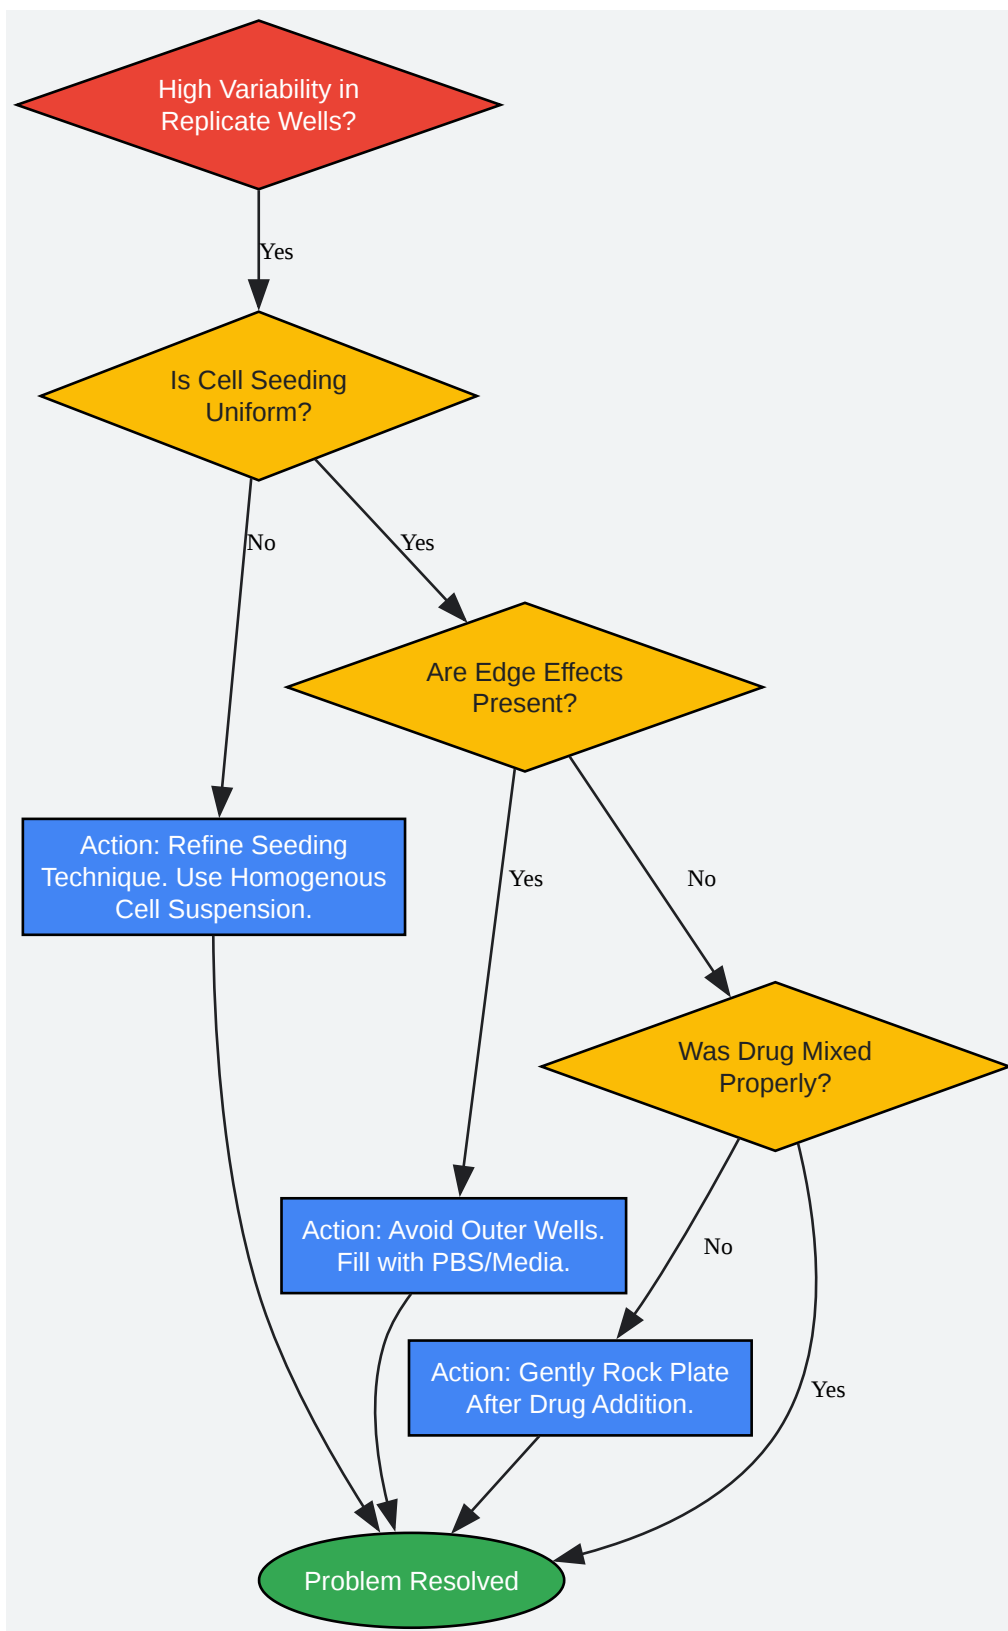 High Variability in
Replicate Wells?
Yes
Is Cell Seeding
Uniform?
No
Yes
Are Edge Effects
Present?
Action: Refine Seeding
Technique. Use Homogenous
Cell Suspension.
Yes
No
Was Drug Mixed
Properly?
Action: Avoid Outer Wells.
Fill with PBS/Media.
No
Action: Gently Rock Plate
After Drug Addition.
Yes
Problem Resolved